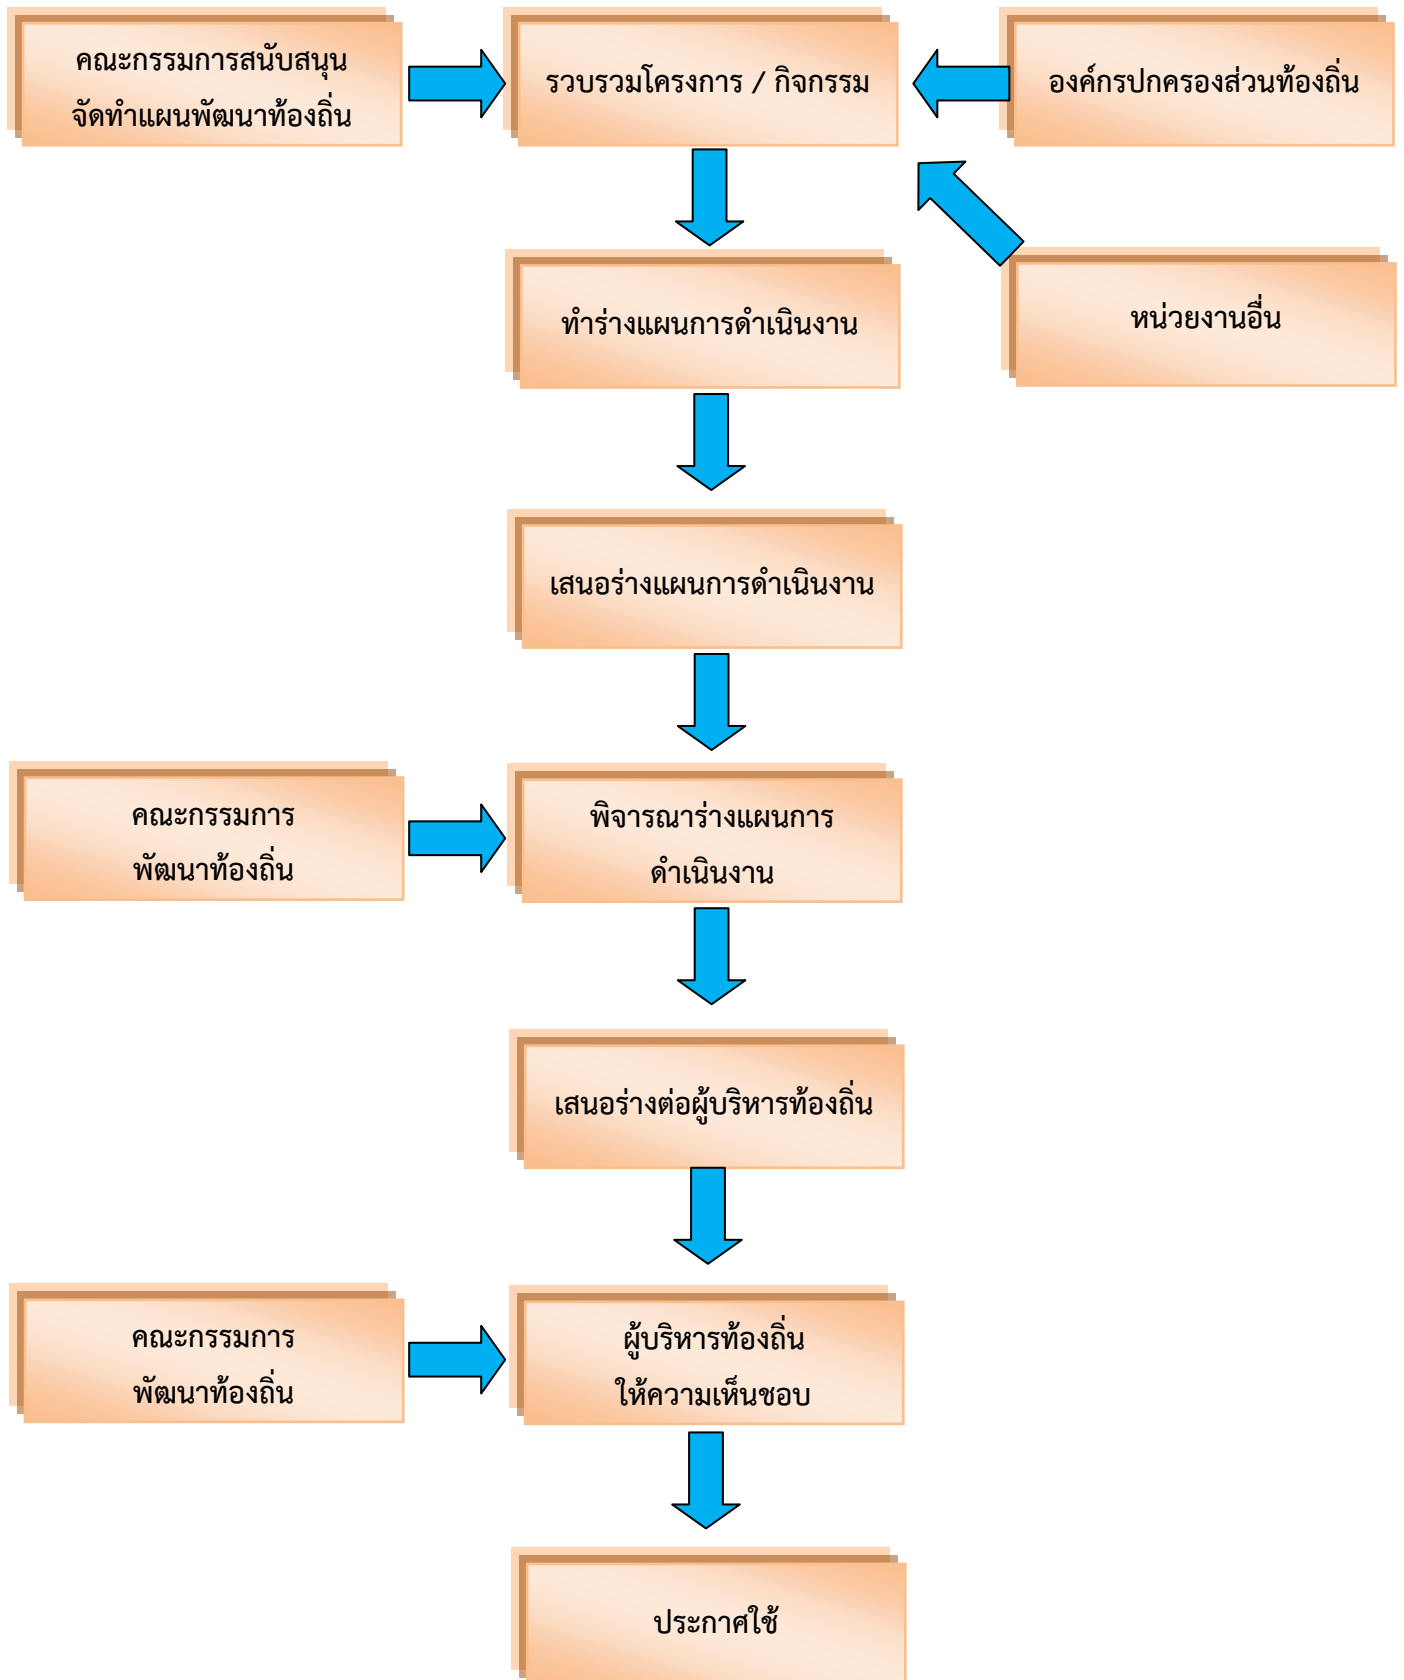 คณะกรรมการสนับสนุน
จัดทำแผนพัฒนาท้องถิ่น
รวบรวมโครงการ / กิจกรรม
องค์กรปกครองส่วนท้องถิ่น
ทำร่างแผนการดำเนินงาน
หน่วยงานอื่น
เสนอร่างแผนการดำเนินงาน
คณะกรรมการ
พัฒนาท้องถิ่น
พิจารณาร่างแผนการ
ดำเนินงาน
เสนอร่างต่อผู้บริหารท้องถิ่น
คณะกรรมการ
พัฒนาท้องถิ่น
ผู้บริหารท้องถิ่น
ให้ความเห็นชอบ
ประกาศใช้